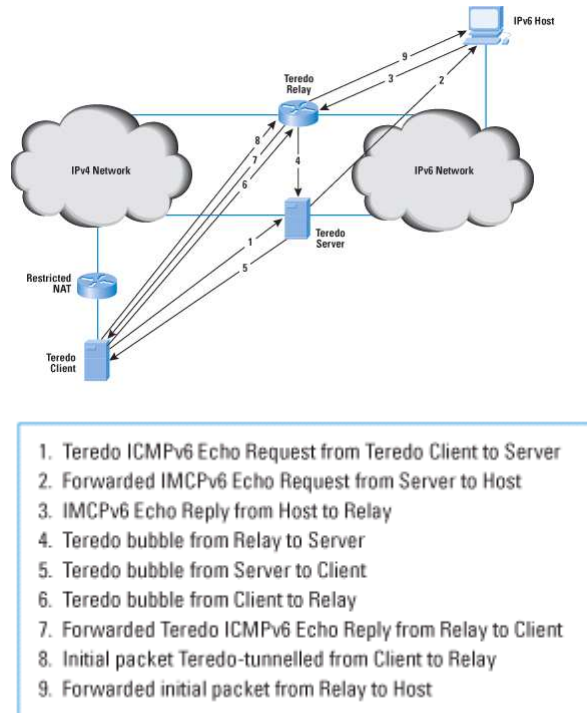 IPv6 Host
9
3
2
Teredo
Relay
8
7
6
4
IPv4 Network
IPv6 Network
Teredo
Server
1
5
Restricted
NAT
Teredo
Client
1. Teredo ICMPv6 Echo Request from Teredo Client to Server
2. Forwarded IMCPv6 Echo Request from Server to Host
3. IMCPv6 Echo Reply from Host to Relay
4. Teredo bubble from Relay to Server
5. Teredo bubble from Server to Client
6. Teredo bubble from Client to Relay
7. Forwarded Teredo ICMPv6 Echo Reply from Relay to Client
8. Initial packet Teredo-tunnelled from Client to Relay
9. Forwarded initial packet from Relay to Host